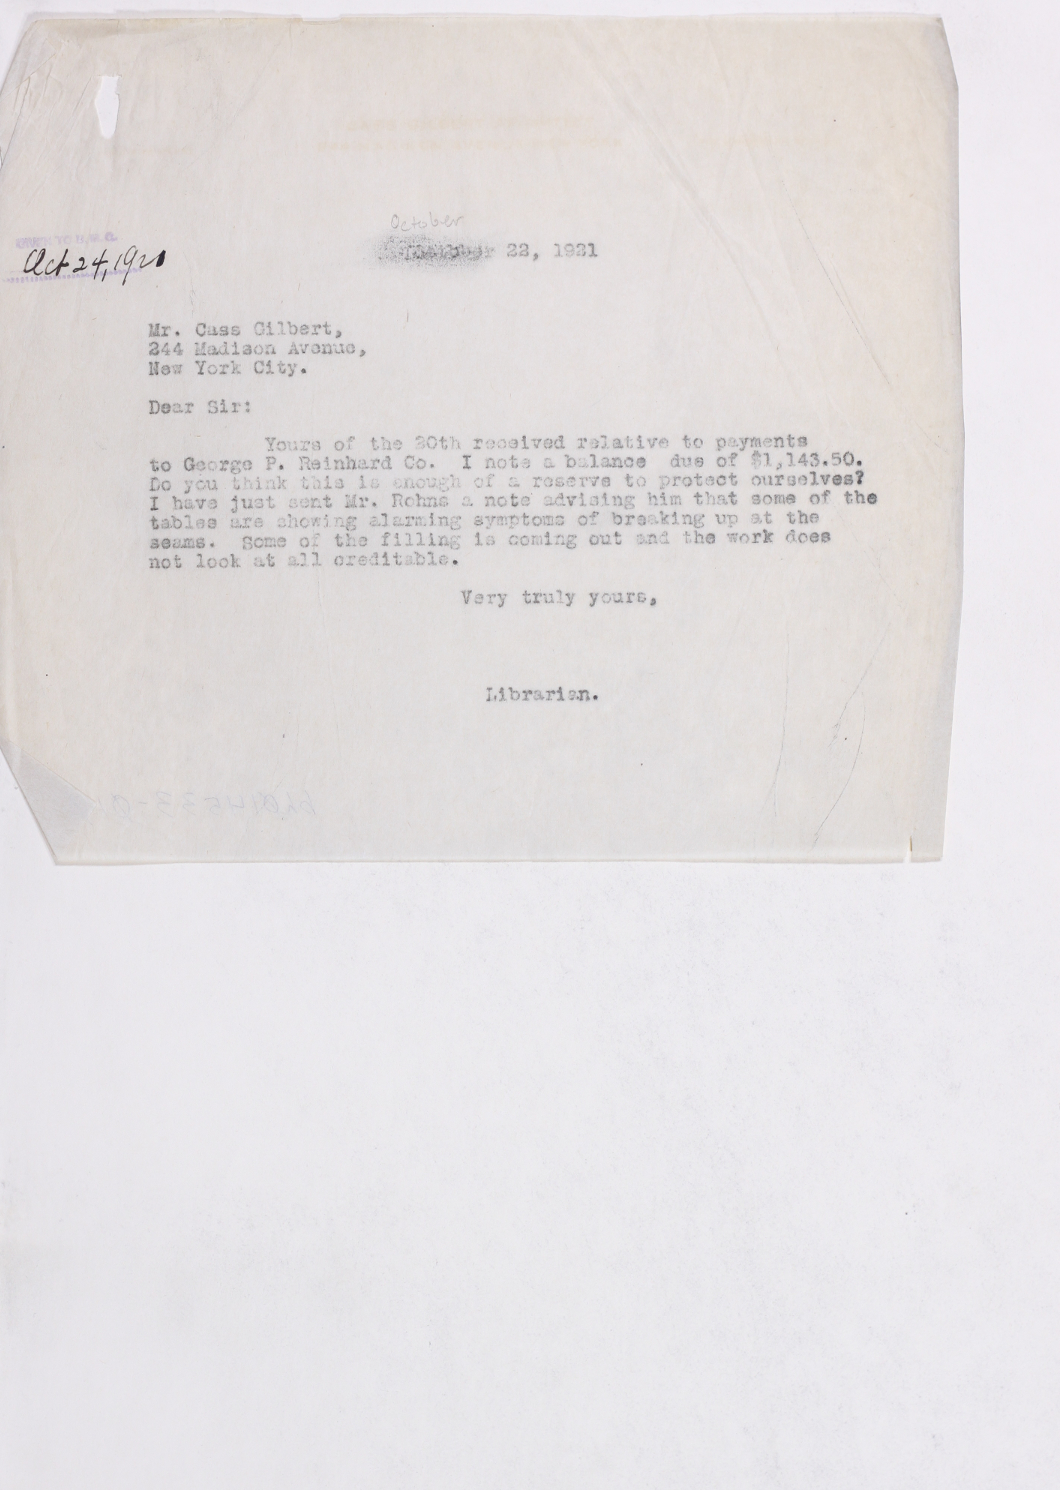 October
22, 1921
Oct 24, 1921
Mr. Cass Gilbert,
244 Madison Avenue,
New York City.
Dear Sir:
Yours of the 20th received relative to payments
to George P. Reinhard Co. I note a balance due of $1,143.50.
Do you think this is enough of a reserve to protect ourselves?
I have just sent Mr. Rohns a note advising him that some of the
tables are showing alarming symptoms of breaking up at the
seams. Some of the filling is coming out and the work does
not look at all creditable.
Very truly yours,
Librarian.